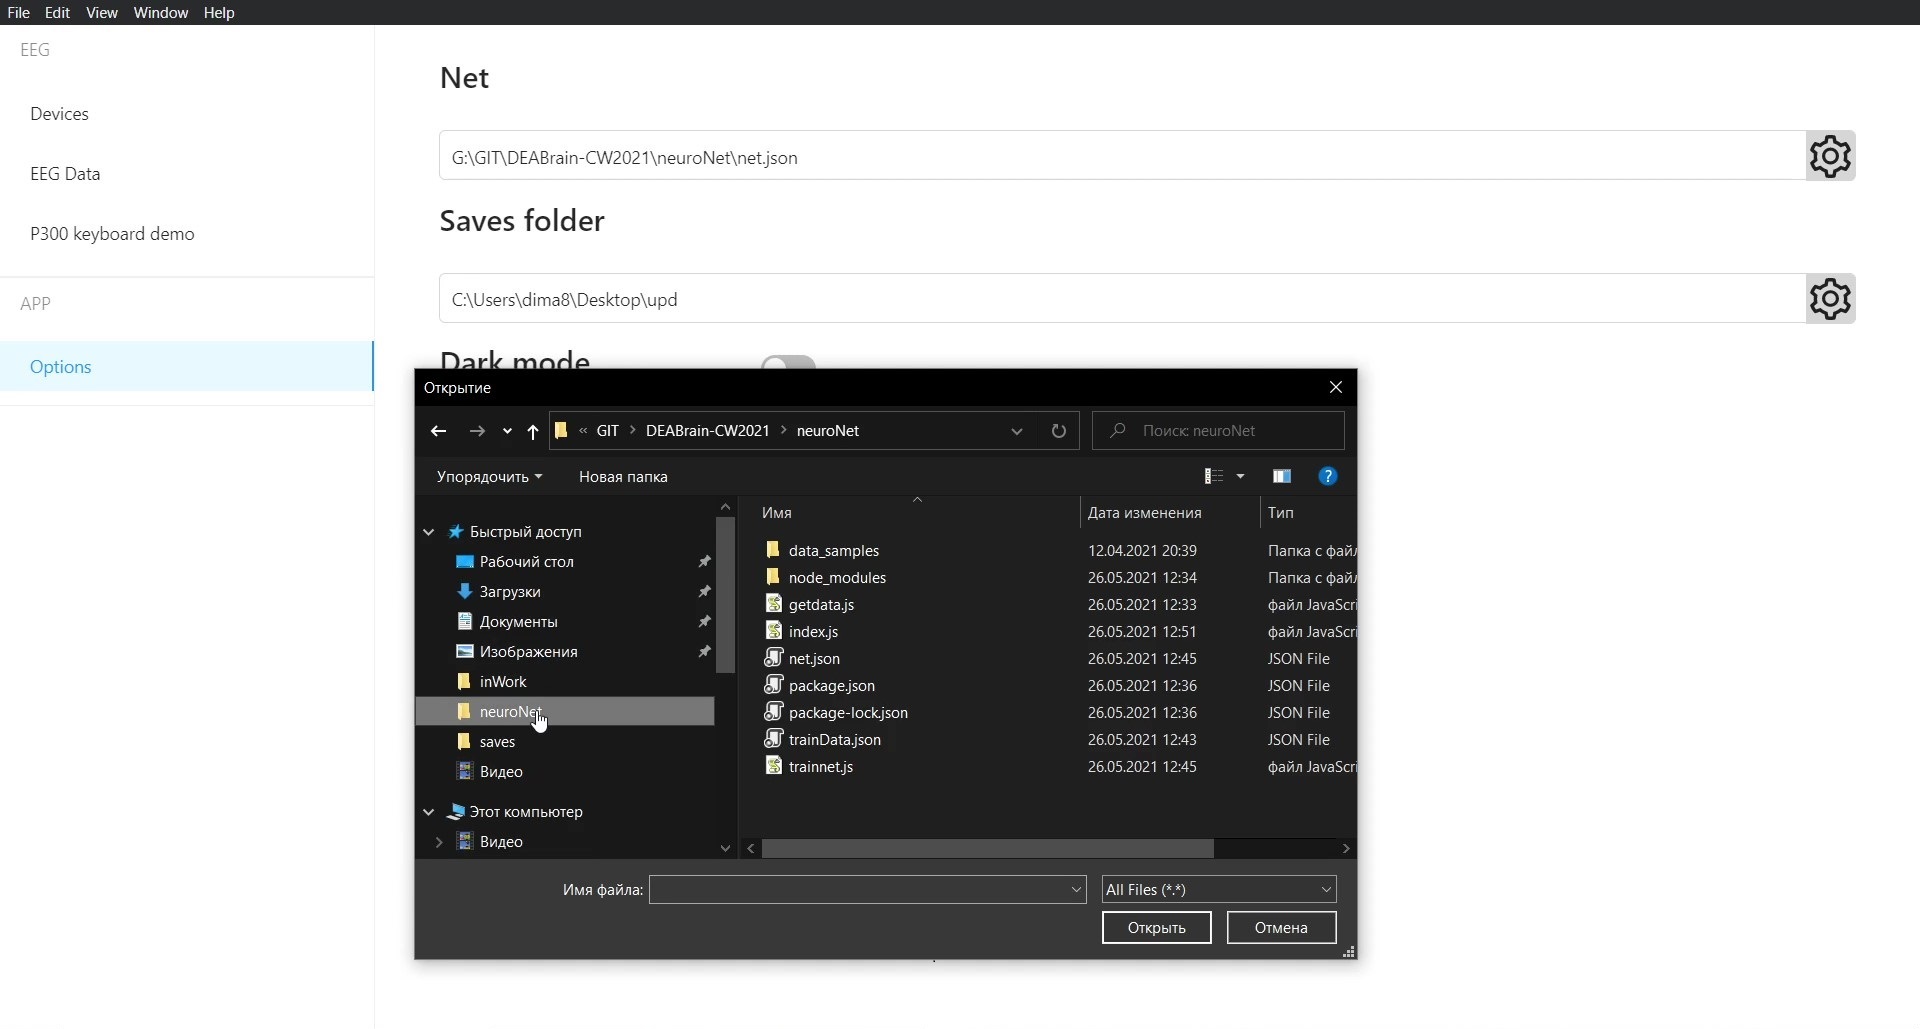 File Edit View Window Help
EEG
Devices
EEG Data
P300 keyboard demo
APP
Options
Net
G:\GIT\DEABrain-CW2021\neuroNet\net.json
Saves folder
C:\Users\dima8\Desktop\upd
Dark mode
Открытие
« GIT > DEABrain-CW2021 > neuroNet
Поиск: neuroNet
Упорядочить Новая папка
Быстрый доступ
Рабочий стол
Загрузки
Документы
Изображения
inWork
neuroNet
saves
Видео
Этот компьютер
Видео
Имя Дата изменения Тип
data_samples 12.04.2021 20:39 Папка с фай
node_modules 26.05.2021 12:34 Папка с фай
getdata.js 26.05.2021 12:33 файл JavaScri
index.js 26.05.2021 12:51 файл JavaScri
net.json 26.05.2021 12:45 JSON File
package.json 26.05.2021 12:36 JSON File
package-lock.json 26.05.2021 12:36 JSON File
trainData.json 26.05.2021 12:43 JSON File
trainnet.js 26.05.2021 12:45 файл JavaScri
Имя файла:
All Files (*.*)
Открыть Отмена